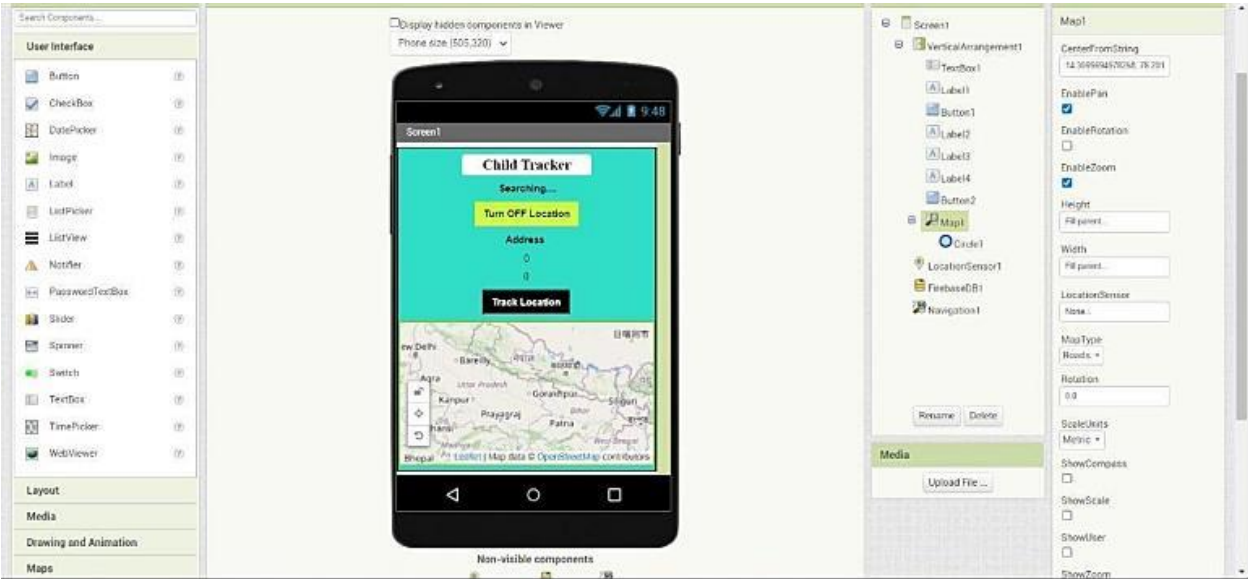 Search Components...
User Interface
Button
CheckBox
DatePicker
Image
Label
ListPicker
ListView
Notifier
PasswordTextBox
Slider
Spinner
Switch
TextBox
TimePicker
WebViewer
Layout
Media
Drawing and Animation
Maps
Display hidden components in Viewer
Phone size (505,320)
9:48
Screen1
Child Tracker
Searching...
Turn OFF Location
Address
0
0
Track Location
ew Delhi
Bareilly
Agra
Uttar Pradesh
Kanpur
Gorakhpur
Siliguri
Prayagraj
Bihar
hansi
Patna
West Bengal
Bhopal
Leaflet | Map data © OpenStreetMap contributors
Non-visible components
Screen1
VerticalArrangement1
TextBox1
Label1
Button1
Label2
Label3
Label4
Button2
Map1
Circle1
LocationSensor1
FirebaseDB1
Navigation1
Rename Delete
Media
Upload File ...
Map1
CenterFromString
EnablePan
EnableRotation
EnableZoom
Height
Fill parent...
Width
Fill parent...
LocationSensor
None...
MapType
Roads
Rotation
0.0
ScaleUnits
Metric
ShowCompass
ShowScale
ShowUser
ShowZoom